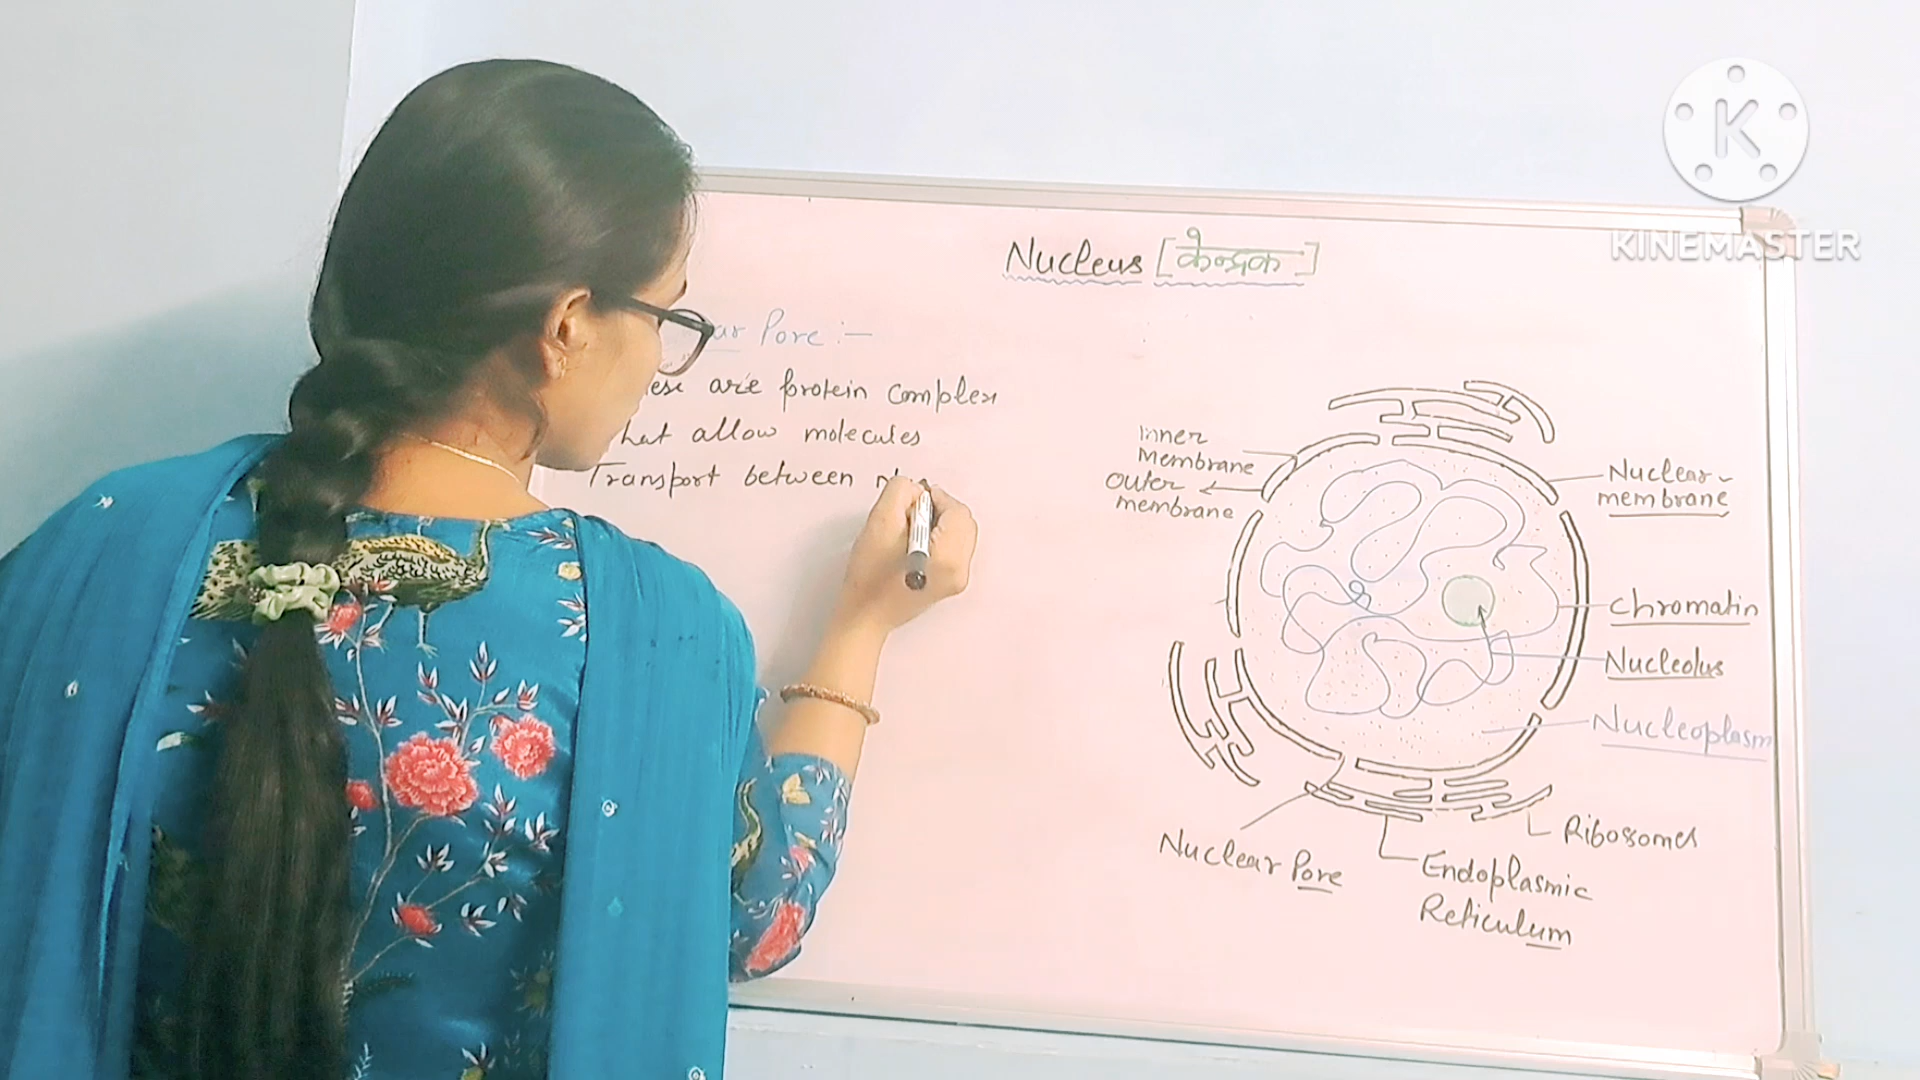 Nucleus [केन्द्रक]
Pore :-
are protein complex
allow molecules
Transport between
Inner
membrane
outer
membrane
Nuclear-
membrane
chromatin
Nucleolus
Nucleoplasm
Ribosomes
Nuclear Pore
Endoplasmic
Reticulum
K
KINEMASTER